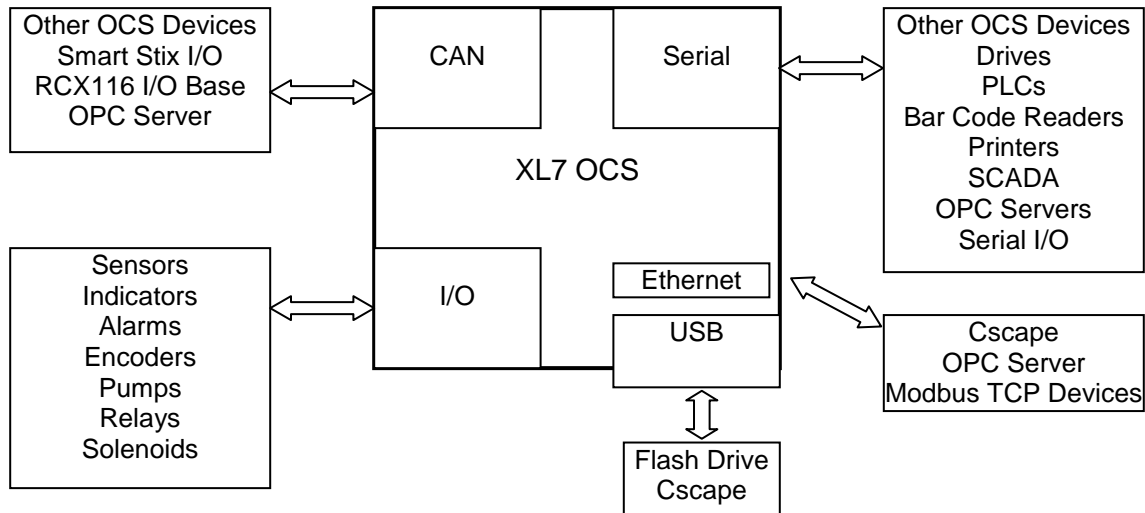 Other OCS Devices
Smart Stix I/O
RCX116 I/O Base
OPC Server
CAN
Serial
Other OCS Devices
Drives
PLCs
Bar Code Readers
Printers
SCADA
OPC Servers
Serial I/O
XL7 OCS
Sensors
Indicators
Alarms
Encoders
Pumps
Relays
Solenoids
I/O
Ethernet
USB
Cscape
OPC Server
Modbus TCP Devices
Flash Drive
Cscape